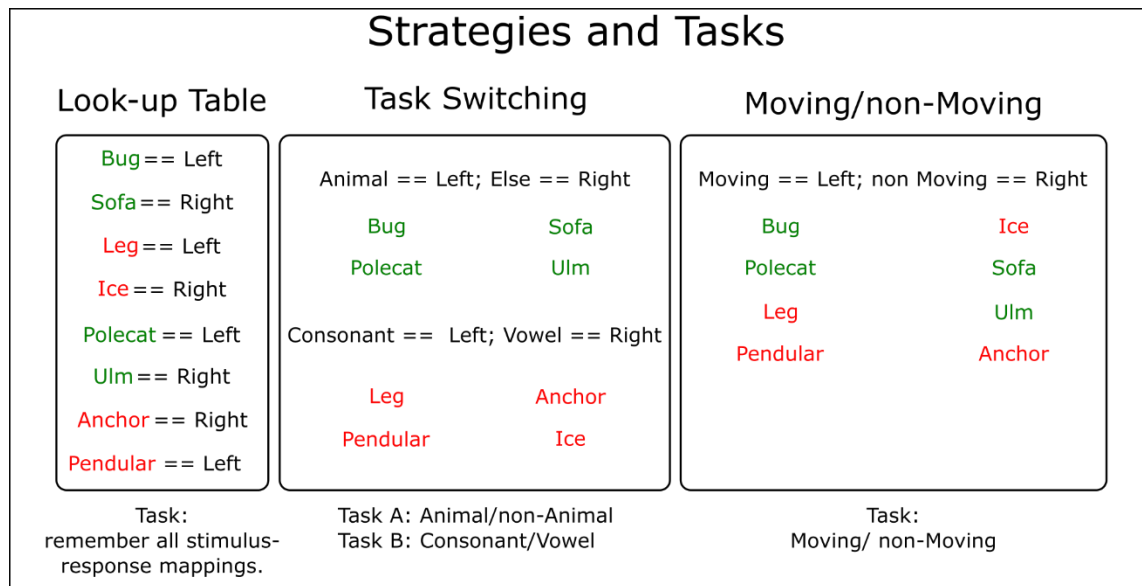 Strategies and Tasks
Look-up Table
Bug == Left
Sofa == Right
Leg == Left
Ice == Right
Polecat == Left
Ulm == Right
Anchor == Right
Pendular == Left
Task:
remember all stimulus-
response mappings.
Task Switching
Animal == Left; Else == Right
Bug Sofa
Polecat Ulm
Consonant == Left; Vowel == Right
Leg Anchor
Pendular Ice
Task A: Animal/non-Animal
Task B: Consonant/Vowel
Moving/non-Moving
Moving == Left; non Moving == Right
Bug Ice
Polecat Sofa
Leg Ulm
Pendular Anchor
Task:
Moving/ non-Moving